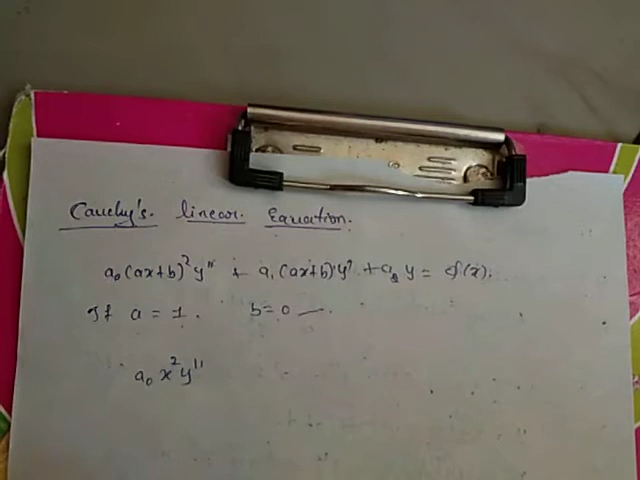 Cauchy's. linear Equation.
a₀(ax+b)²y'' + a₁(ax+b)'y' + a₂y = f(x).
If a = 1. b=0
a₀x²y''